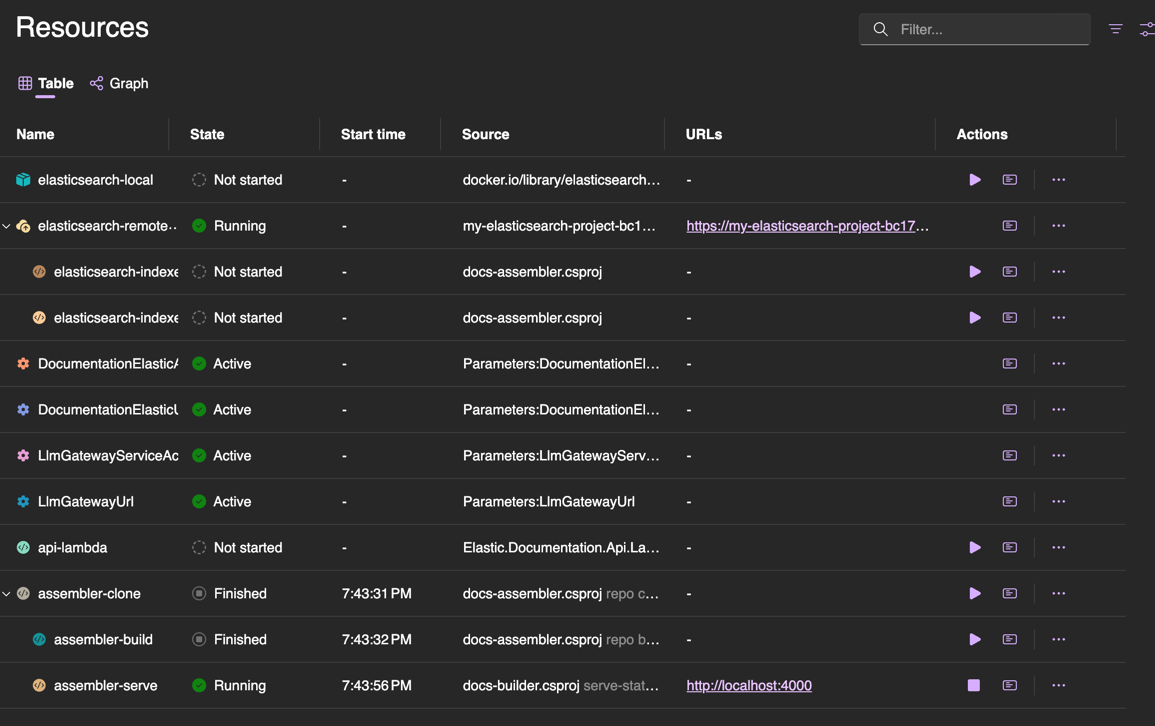 Resources
Filter...
Table Graph
Name State Start time Source URLs Actions
elasticsearch-local Not started - docker.io/library/elasticsearch... -
elasticsearch-remote... Running - my-elasticsearch-project-bc1... https://my-elasticsearch-project-bc17...
elasticsearch-indexe Not started - docs-assembler.csproj -
elasticsearch-indexe Not started - docs-assembler.csproj -
DocumentationElasticA Active - Parameters:DocumentationEl... -
DocumentationElasticU Active - Parameters:DocumentationEl... -
LlmGatewayServiceAc Active - Parameters:LlmGatewayServ... -
LlmGatewayUrl Active - Parameters:LlmGatewayUrl -
api-lambda Not started - Elastic.Documentation.Api.La... -
assembler-clone Finished 7:43:31 PM docs-assembler.csproj repo c... -
assembler-build Finished 7:43:32 PM docs-assembler.csproj repo b... -
assembler-serve Running 7:43:56 PM docs-builder.csproj serve-stat... http://localhost:4000